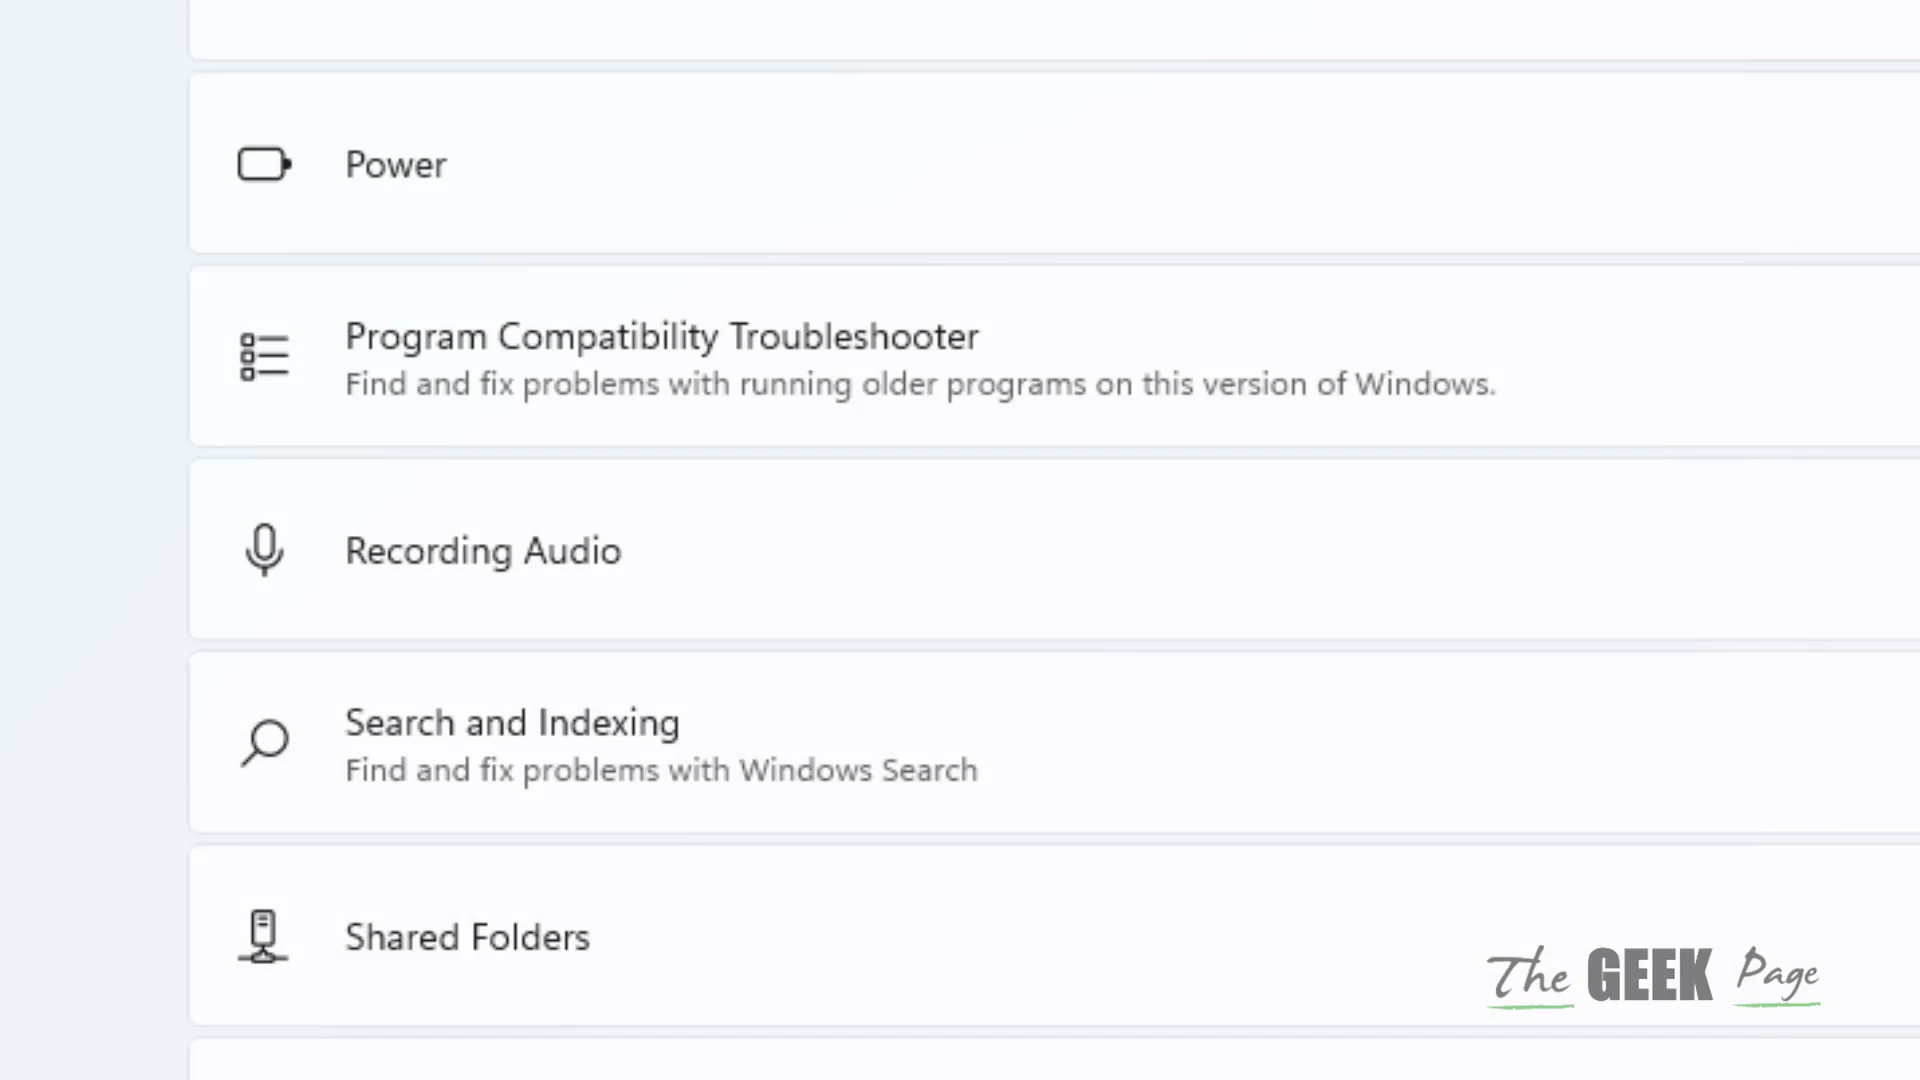 Power
Program Compatibility Troubleshooter
Find and fix problems with running older programs on this version of Windows.
Recording Audio
Search and Indexing
Find and fix problems with Windows Search
Shared Folders
The GEEK Page